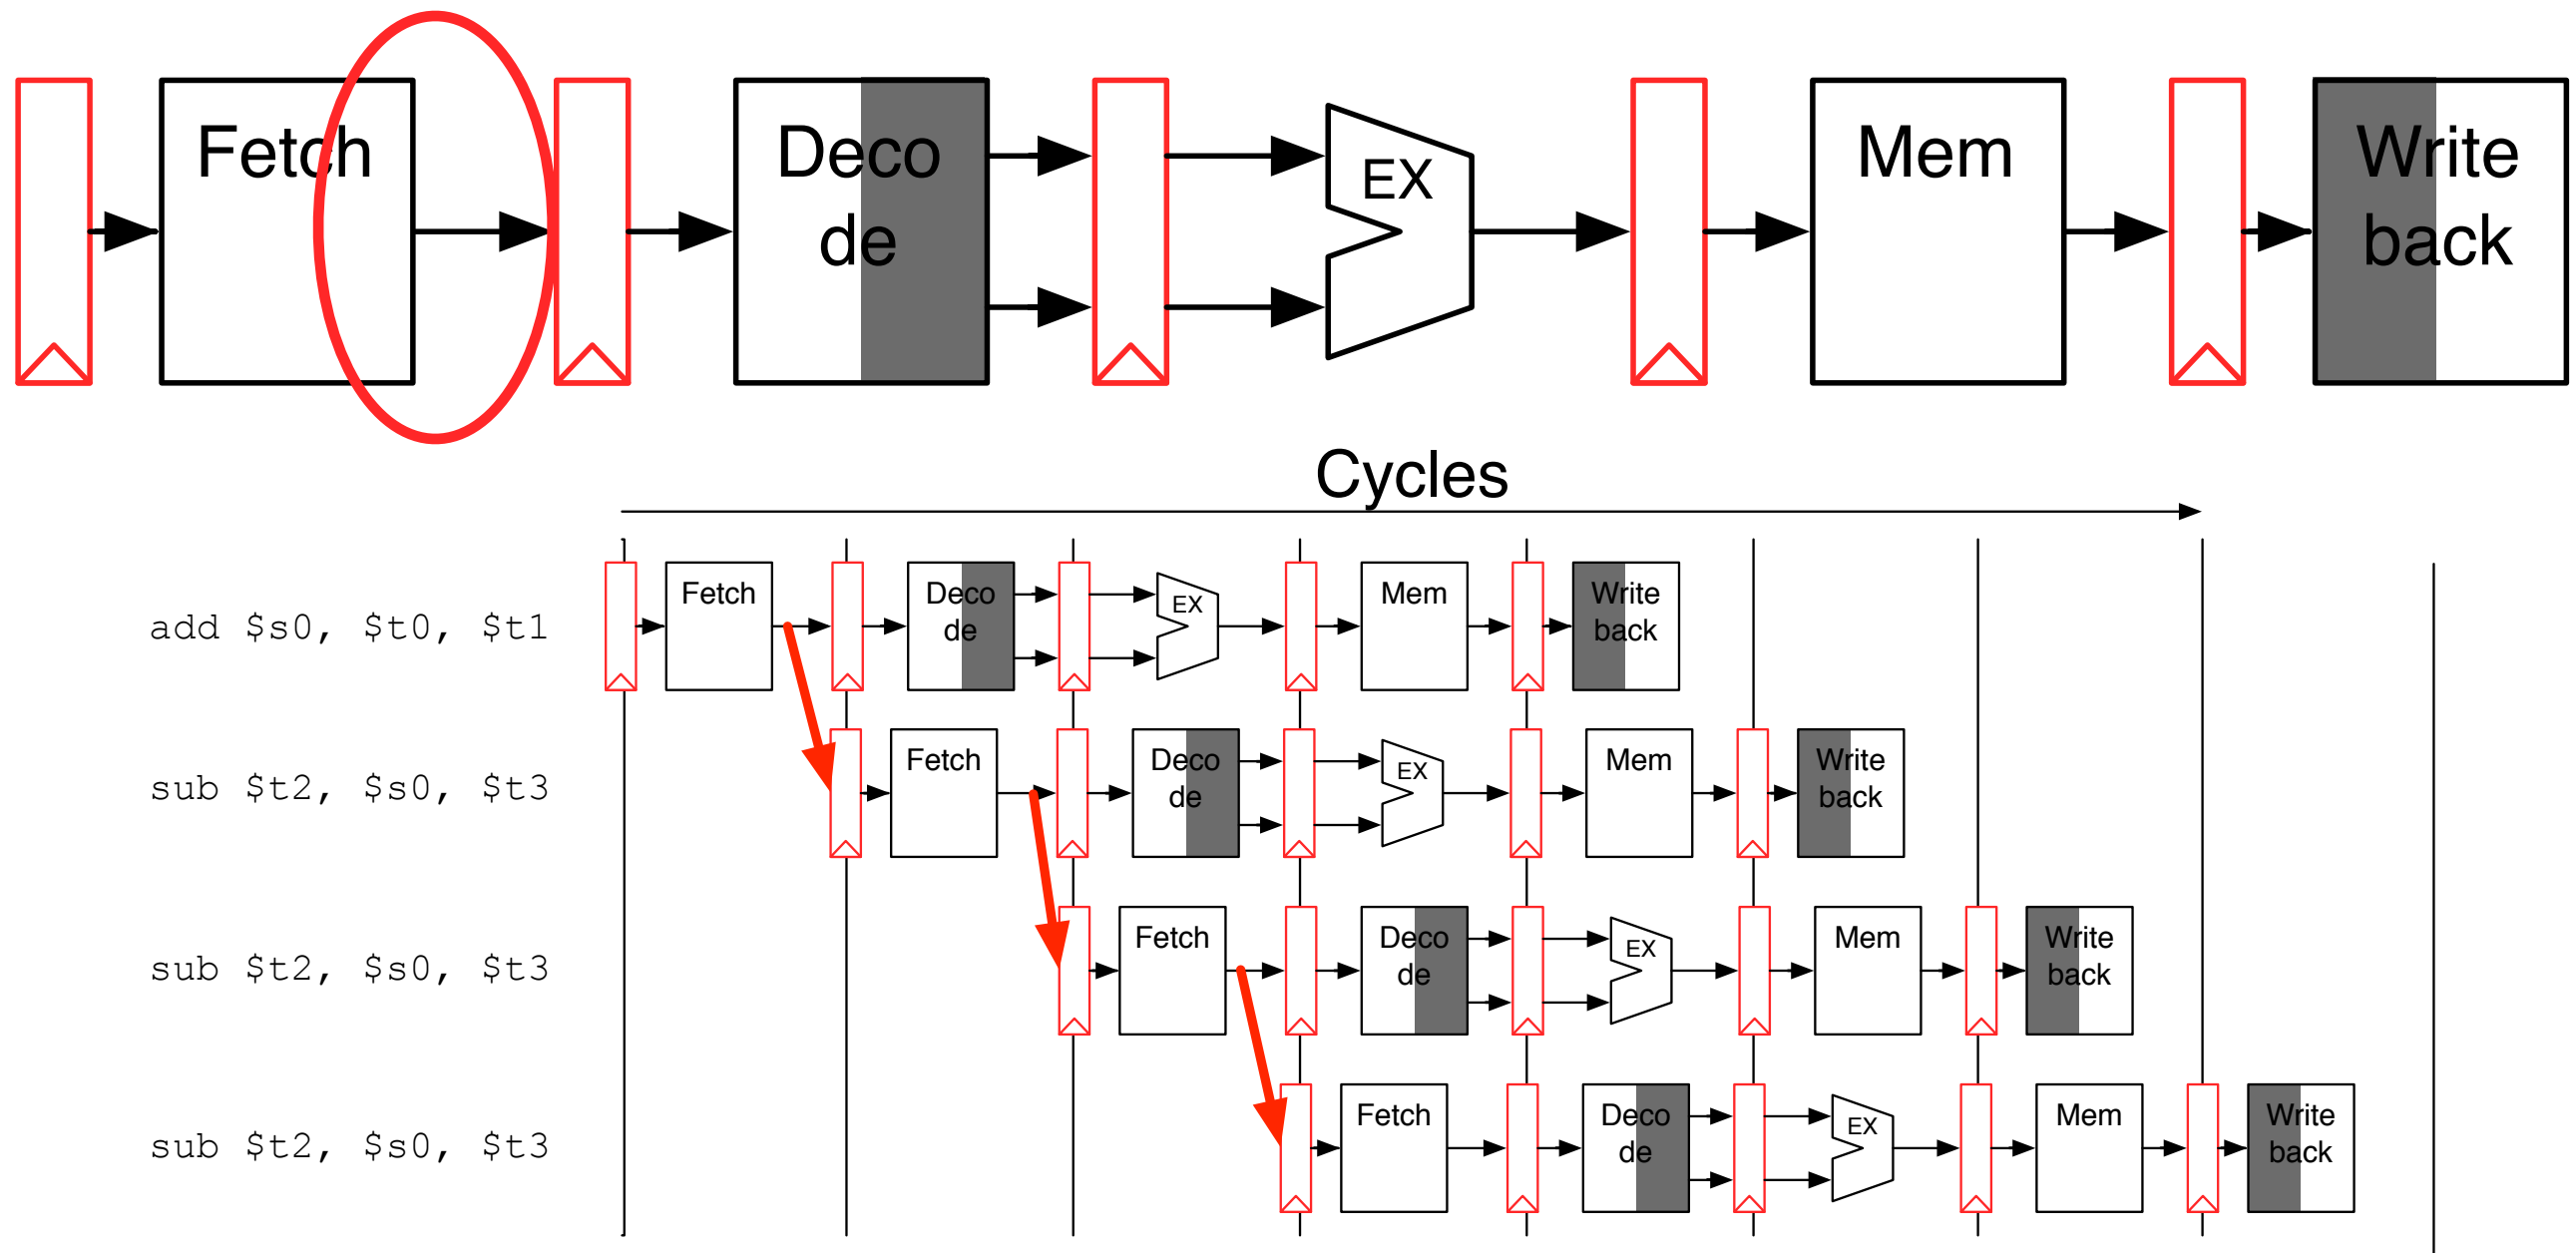 Fetch
Deco
de
EX
Mem
Write
back
Cycles
add $s0, $t0, $t1
Fetch
Deco
de
EX
Mem
Write
back
sub $t2, $s0, $t3
Fetch
Deco
de
EX
Mem
Write
back
sub $t2, $s0, $t3
Fetch
Deco
de
EX
Mem
Write
back
sub $t2, $s0, $t3
Fetch
Deco
de
EX
Mem
Write
back